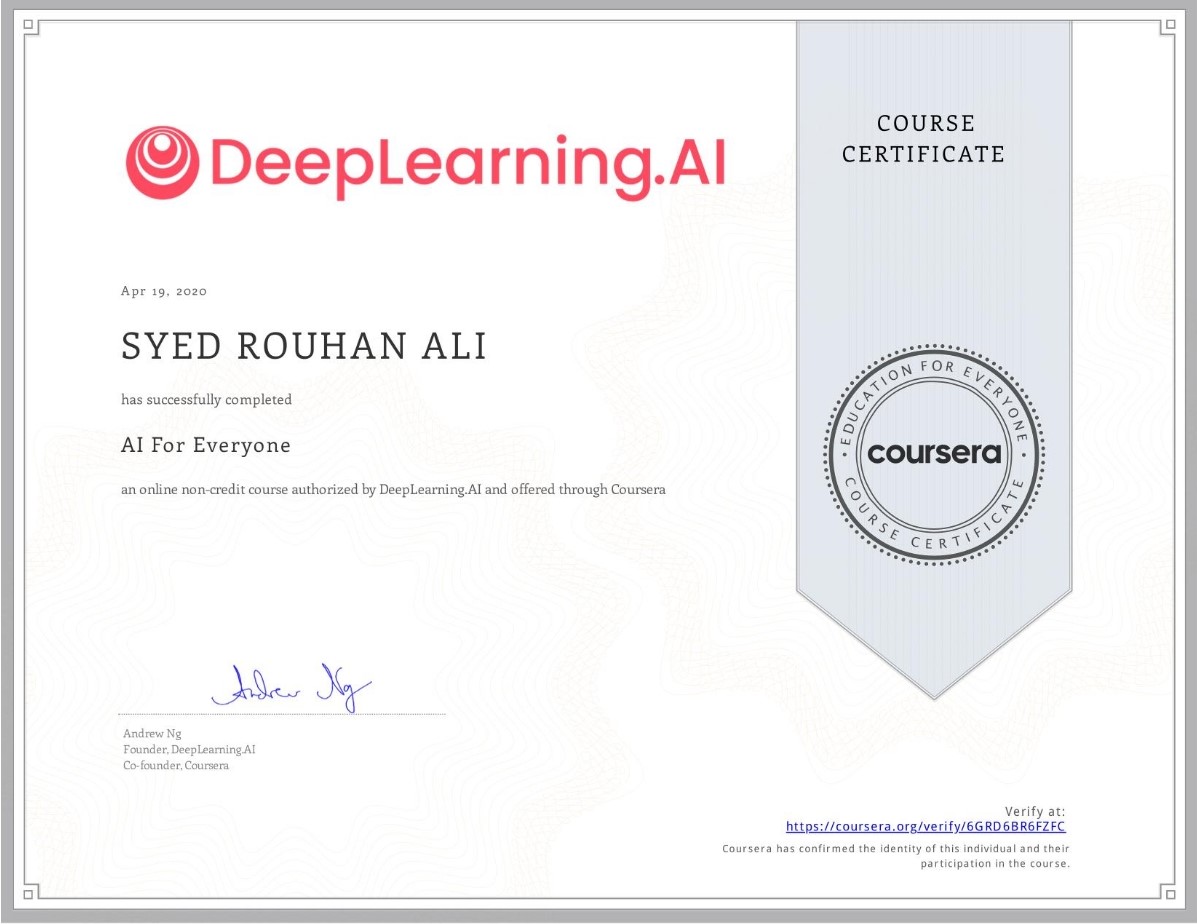 DeepLearning.AI
COURSE
CERTIFICATE
Apr 19, 2020
SYED ROUHAN ALI
has successfully completed
AI For Everyone
an online non-credit course authorized by DeepLearning.AI and offered through Coursera
EDUCATION FOR EVERYONE
coursera
COURSE CERTIFICATE
Andrew Ng
Andrew Ng
Founder, DeepLearning.AI
Co-founder, Coursera
Verify at:
https://coursera.org/verify/6GRD6BR6FZFC
Coursera has confirmed the identity of this individual and their
participation in the course.